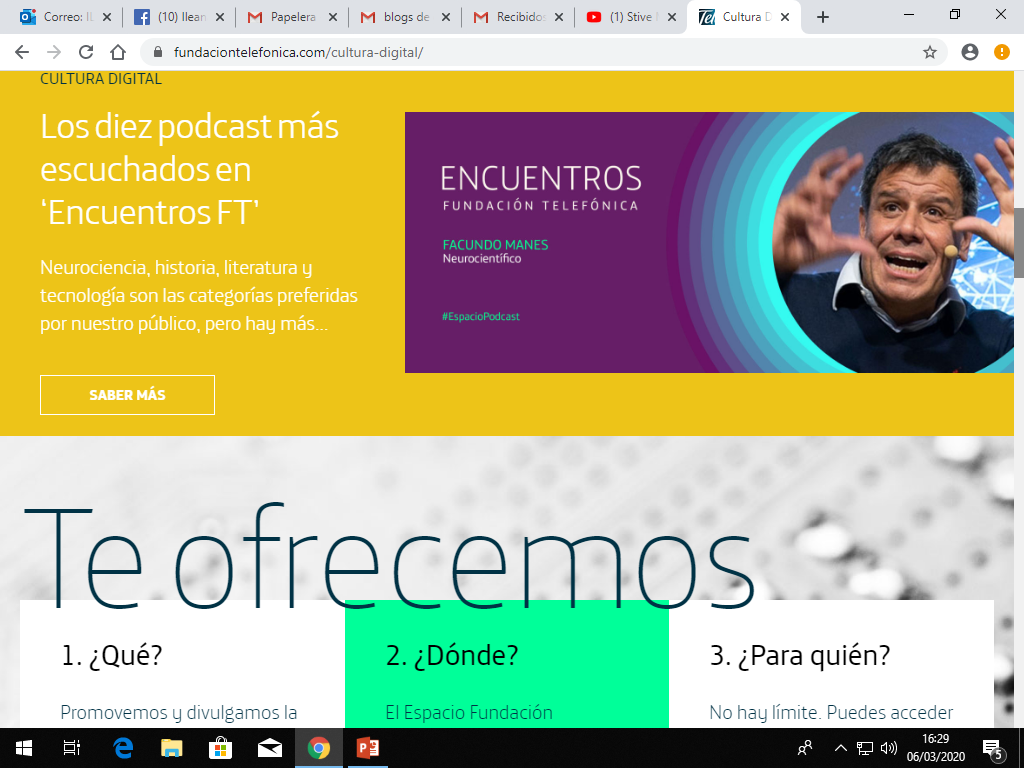 Correo: IL
(10) Ilean
Papelera
blogs de
Recibidos
(1) Stive
Cultura D
fundaciontelefonica.com/cultura-digital/
CULTURA DIGITAL
Los diez podcast más
escuchados en
‘Encuentros FT’
Neurociencia, historia, literatura y
tecnología son las categorías preferidas
por nuestro público, pero hay más...
SABER MÁS
ENCUENTROS
FUNDACIÓN TELEFÓNICA
FACUNDO MANES
Neurocientífico
#EspacioPodcast
Te ofrecemos
1. ¿Qué?
Promovemos y divulgamos la
2. ¿Dónde?
El Espacio Fundación
3. ¿Para quién?
No hay límite. Puedes acceder
16:29
06/03/2020
5